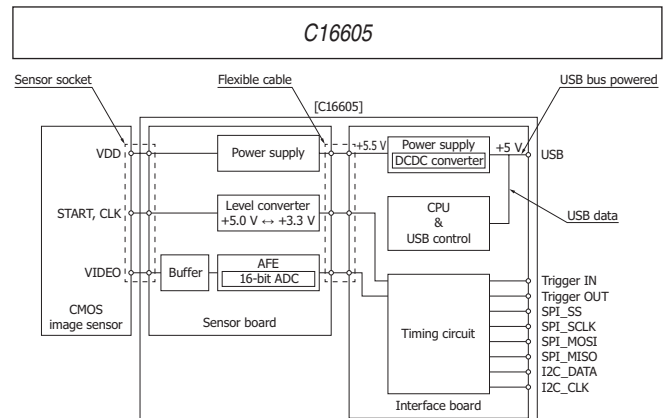 C16605
Sensor socket
Flexible cable
USB bus powered
[C16605]
VDD
Power supply
+5.5 V
Power supply
DCDC converter
+5 V
USB
START, CLK
Level converter
+5.0 V ↔ +3.3 V
CPU
&
USB control
USB data
VIDEO
Buffer
AFE
16-bit ADC
CMOS
image sensor
Sensor board
Timing circuit
Trigger IN
Trigger OUT
SPI_SS
SPI_SCLK
SPI_MOSI
SPI_MISO
I2C_DATA
I2C_CLK
Interface board